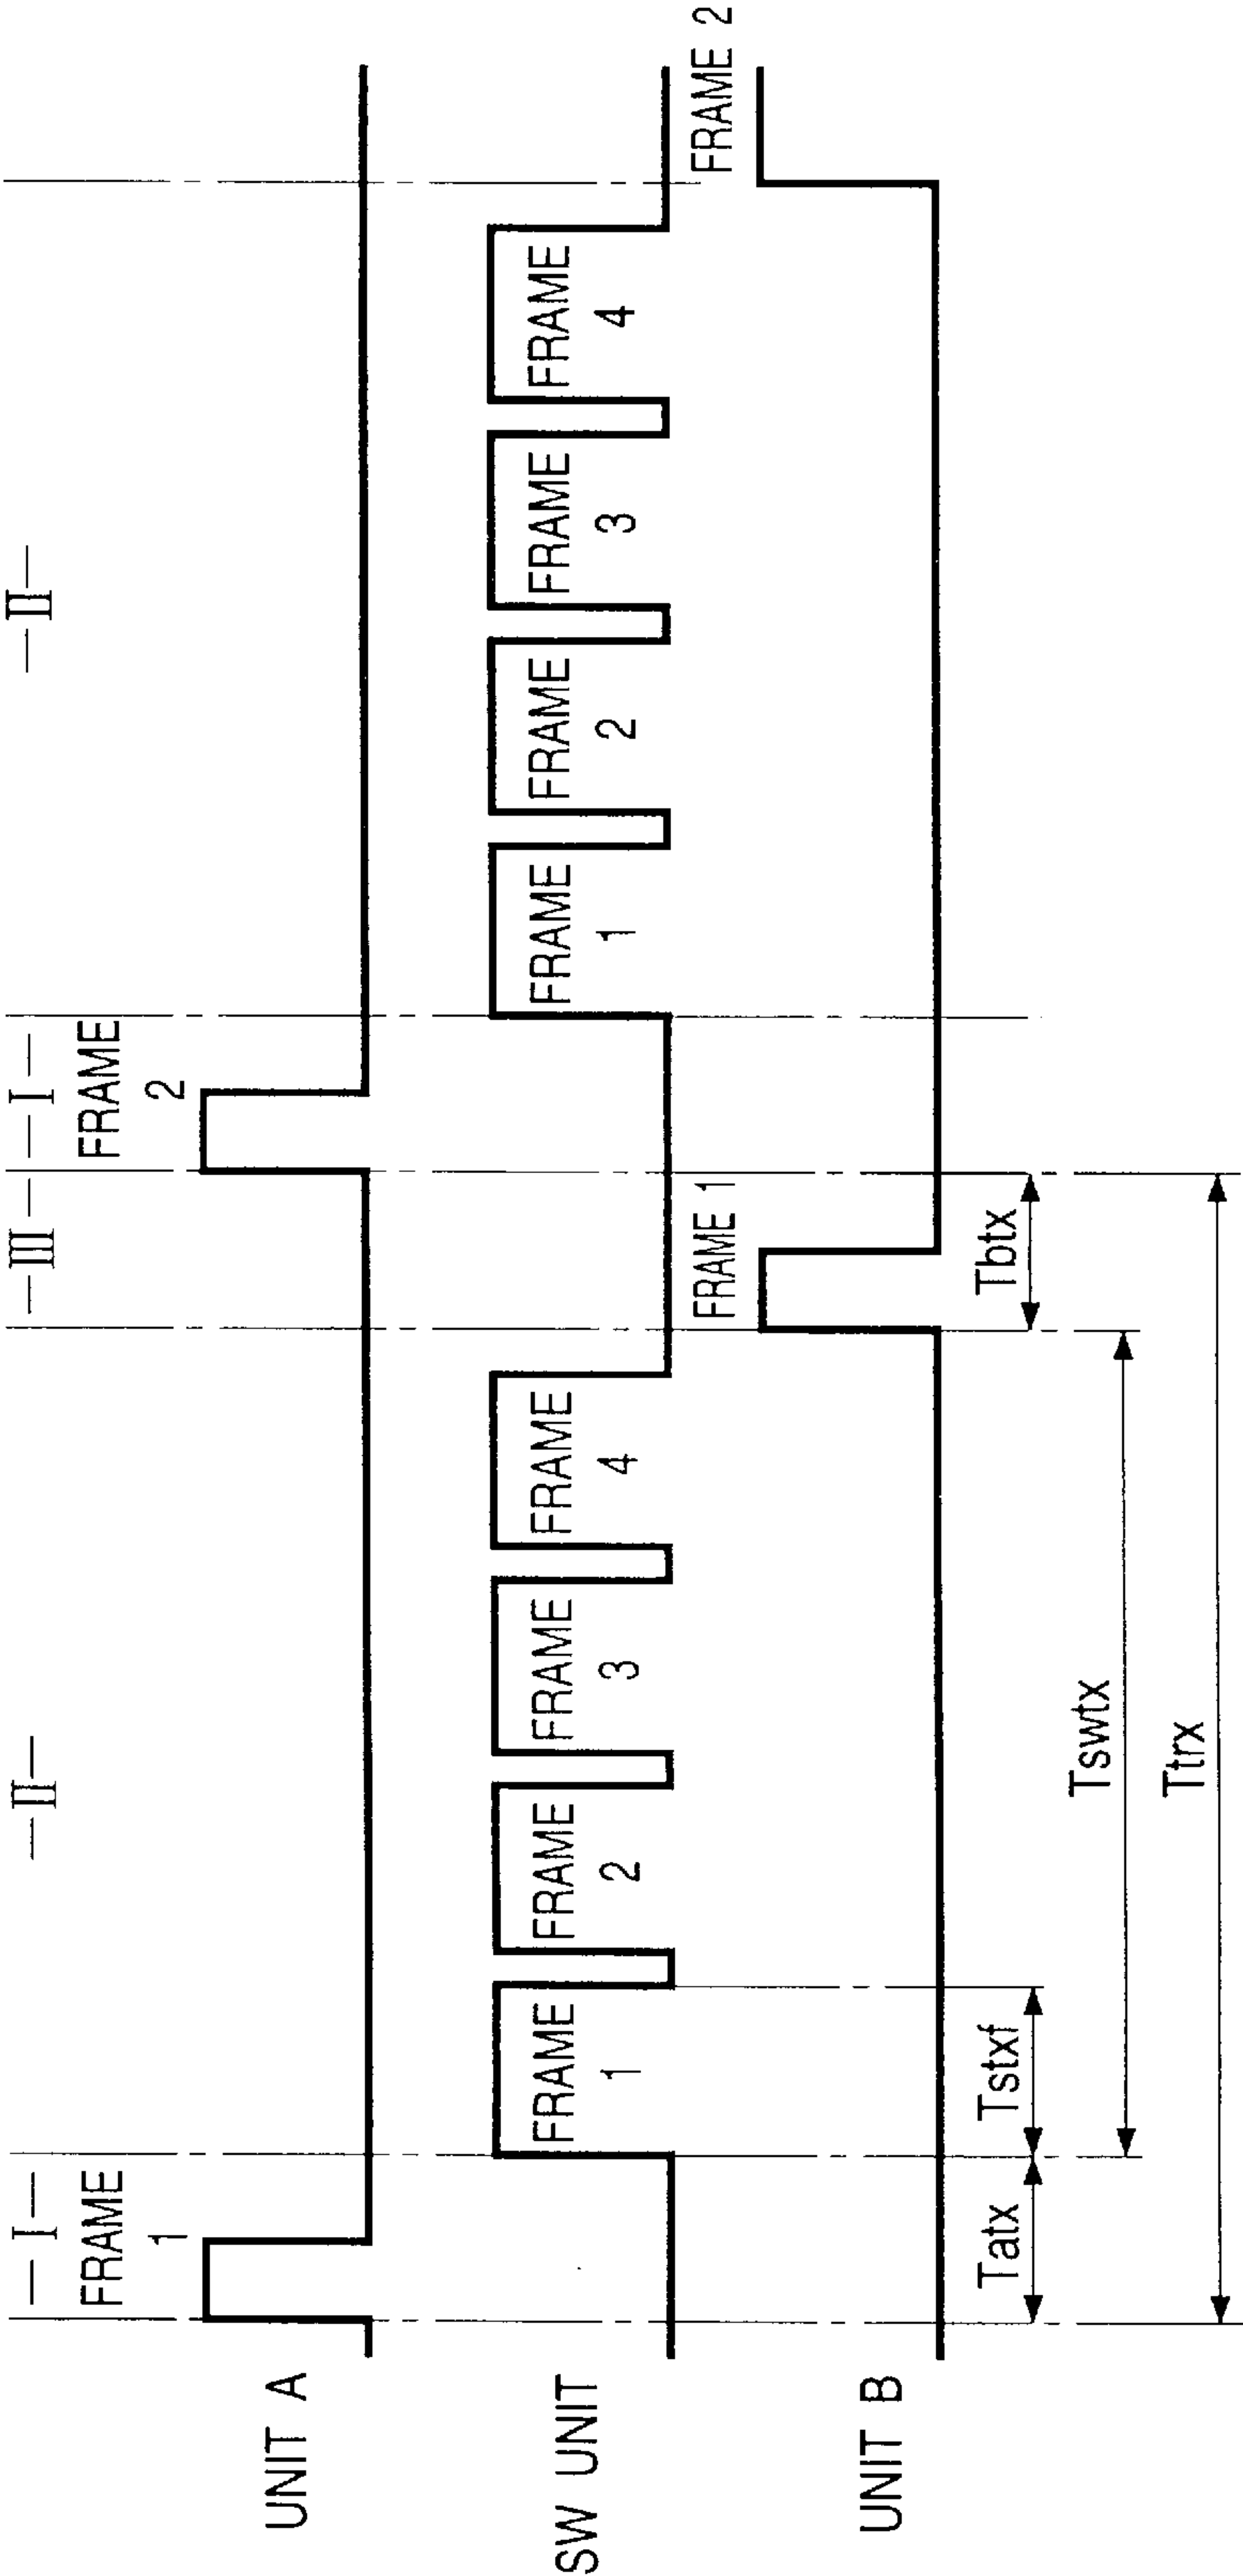 I
II
III
I
II
FRAME
1
FRAME
2
UNIT A
FRAME
1
FRAME
2
FRAME
3
FRAME
4
FRAME
1
FRAME
2
FRAME
3
FRAME
4
SW UNIT
FRAME 1
FRAME 2
UNIT B
Tatx
Tstxf
Tbtx
Tswtx
Ttrx